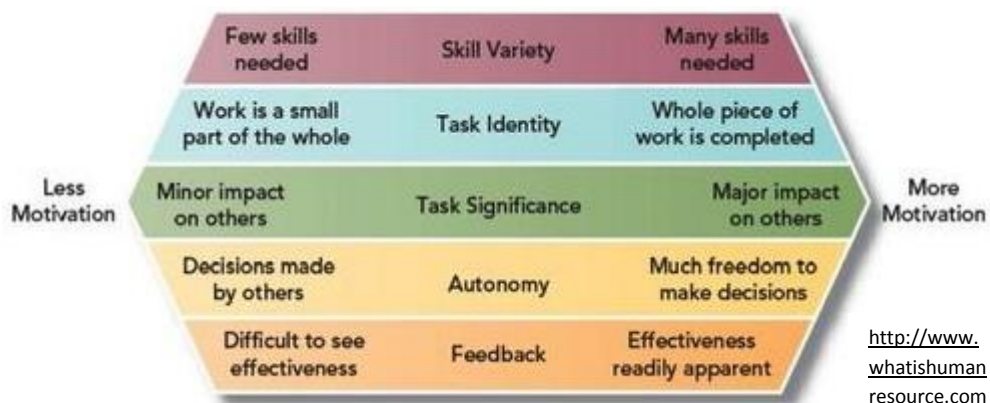 Few skills
needed
Skill Variety
Many skills
needed
Work is a small
part of the whole
Task Identity
Whole piece of
work is completed
Less
Motivation
Minor impact
on others
Task Significance
Major impact
on others
More
Motivation
Decisions made
by others
Autonomy
Much freedom to
make decisions
Difficult to see
effectiveness
Feedback
Effectiveness
readily apparent
http://www.
whatishuman
resource.com